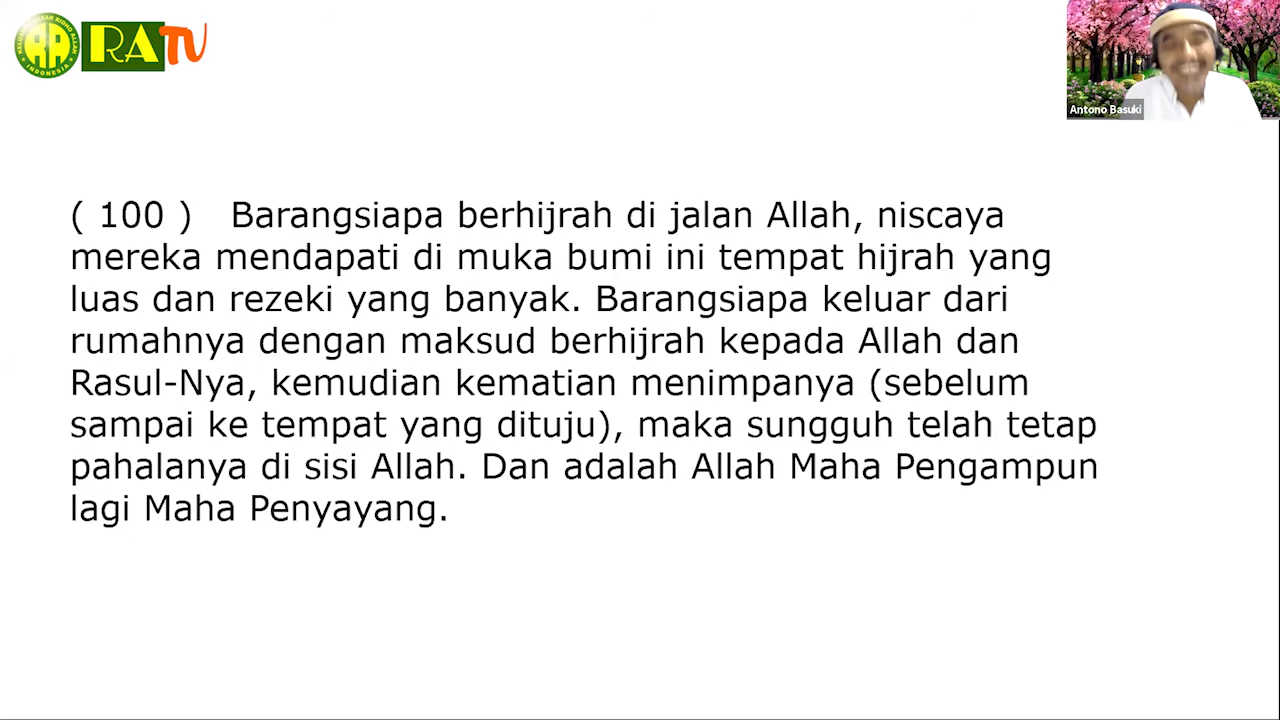 RATV
RA
INDONESIA
Antono Basuki
( 100 ) Barangsiapa berhijrah di jalan Allah, niscaya
mereka mendapati di muka bumi ini tempat hijrah yang
luas dan rezeki yang banyak. Barangsiapa keluar dari
rumahnya dengan maksud berhijrah kepada Allah dan
Rasul-Nya, kemudian kematian menimpanya (sebelum
sampai ke tempat yang dituju), maka sungguh telah tetap
pahalanya di sisi Allah. Dan adalah Allah Maha Pengampun
lagi Maha Penyayang.